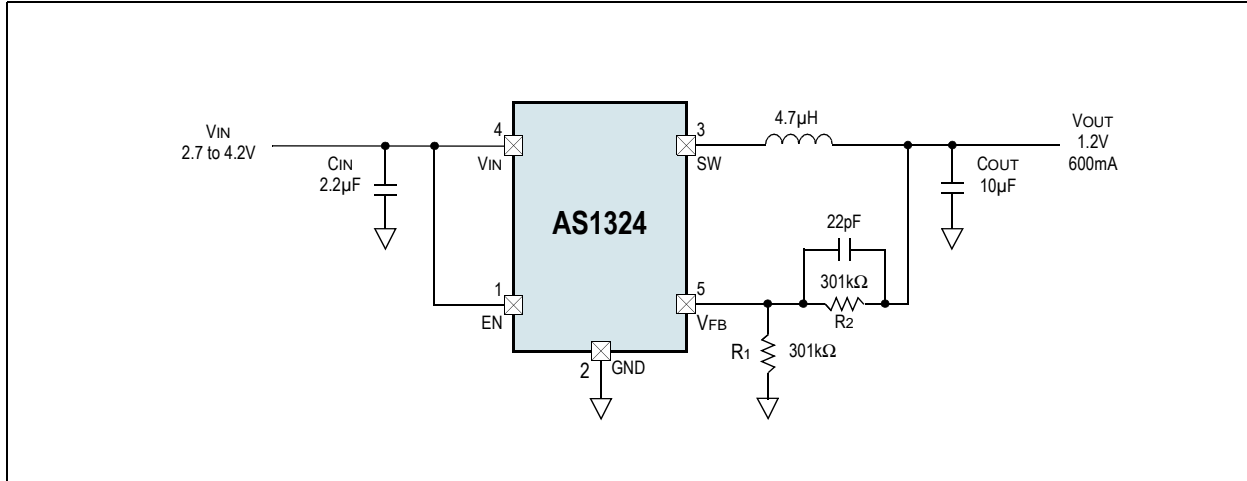 VIN
2.7 to 4.2V
CIN
2.2µF
4
VIN
1
EN
AS1324
2
GND
3
SW
4.7µH
5
VFB
22pF
301kΩ
R2
R1
301kΩ
COUT
10µF
VOUT
1.2V
600mA